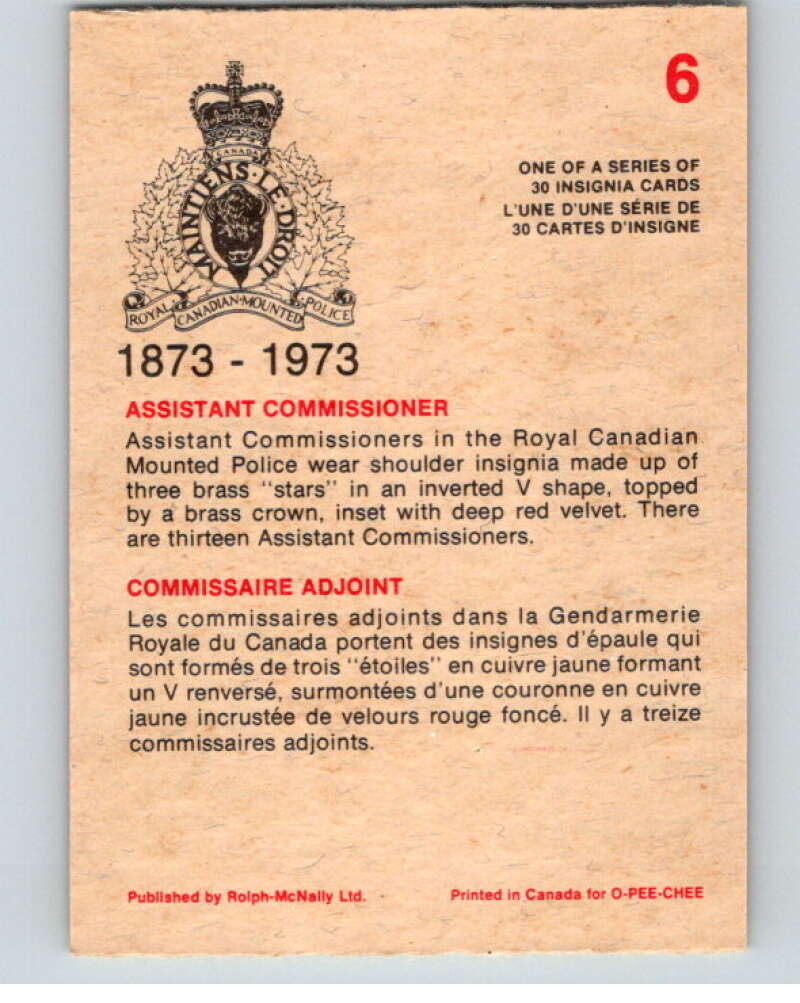 6
ONE OF A SERIES OF
30 INSIGNIA CARDS
L'UNE D'UNE SÉRIE DE
30 CARTES D'INSIGNE
CANADA
MAINTIENS·LE·DROIT
ROYAL CANADIAN·MOUNTED POLICE
1873 - 1973
ASSISTANT COMMISSIONER
Assistant Commissioners in the Royal Canadian
Mounted Police wear shoulder insignia made up of
three brass "stars" in an inverted V shape, topped
by a brass crown, inset with deep red velvet. There
are thirteen Assistant Commissioners.
COMMISSAIRE ADJOINT
Les commissaires adjoints dans la Gendarmerie
Royale du Canada portent des insignes d'épaule qui
sont formés de trois "étoiles" en cuivre jaune formant
un V renversé, surmontées d'une couronne en cuivre
jaune incrustée de velours rouge foncé. Il y a treize
commissaires adjoints.
Published by Rolph-McNally Ltd.
Printed in Canada for O-PEE-CHEE